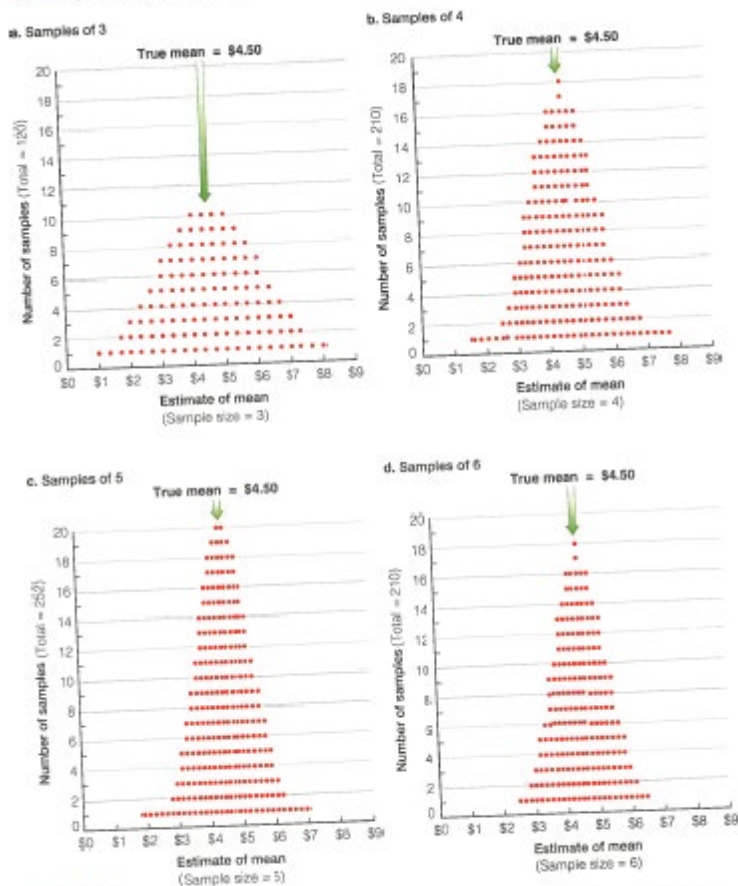 a. Samples of 3
True mean = $4.50
Number of samples (Total = 120)
20
18
16
14
12
10
8
6
4
2
0
$0 $1 $2 $3 $4 $5 $6 $7 $8 $9
Estimate of mean
(Sample size = 3)
b. Samples of 4
True mean = $4.50
Number of samples (Total = 210)
20
18
16
14
12
10
8
6
4
2
0
$0 $1 $2 $3 $4 $5 $6 $7 $8 $9
Estimate of mean
(Sample size = 4)
c. Samples of 5
True mean = $4.50
Number of samples (Total = 252)
20
18
16
14
12
10
8
6
4
2
0
$0 $1 $2 $3 $4 $5 $6 $7 $8 $9
Estimate of mean
(Sample size = 5)
d. Samples of 6
True mean = $4.50
Number of samples (Total = 210)
20
18
16
14
12
10
8
6
4
2
0
$0 $1 $2 $3 $4 $5 $6 $7 $8 $9
Estimate of mean
(Sample size = 6)